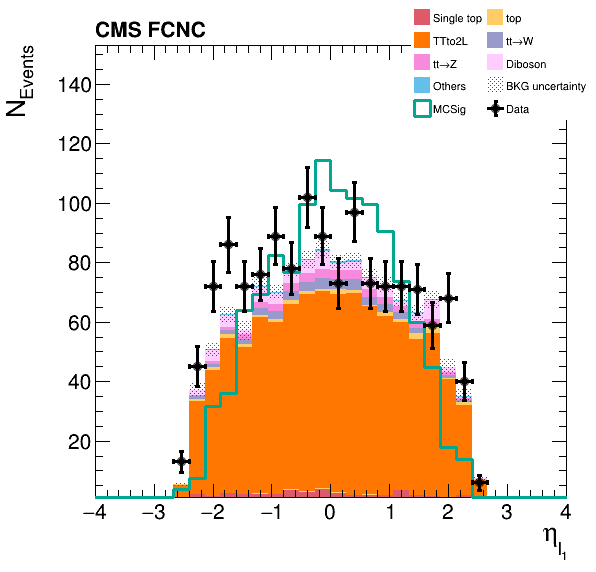 CMS FCNC
Single top
top
TTto2L
tt→W
tt→Z
Diboson
Others
BKG uncertainty
MCSig
Data
N_Events
140
120
100
80
60
40
20
−4 −3 −2 −1 0 1 2 3 4
η_l_1